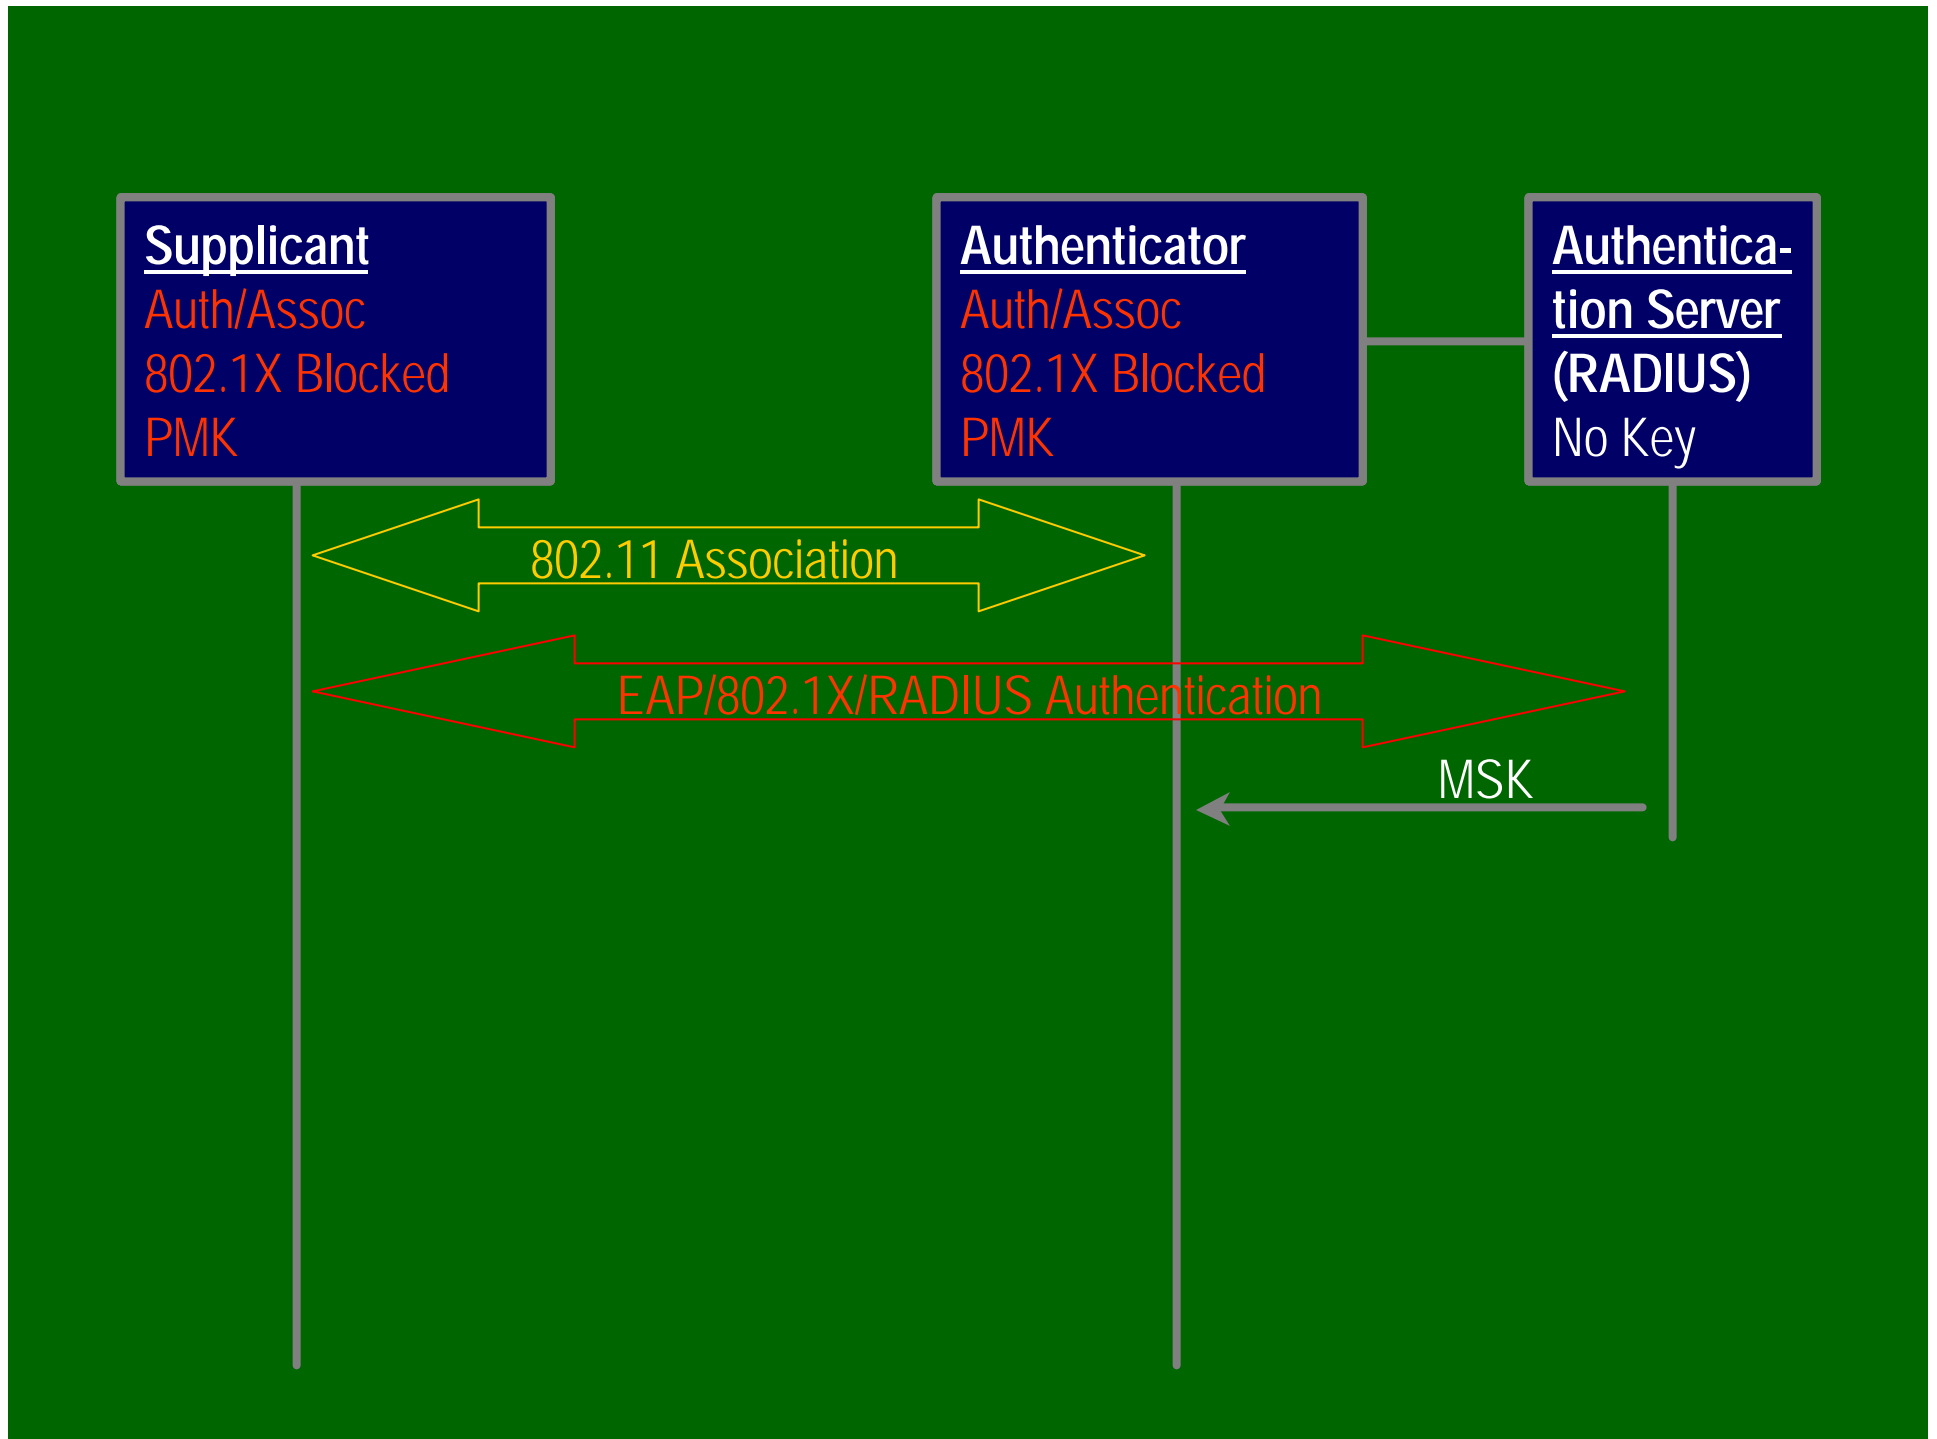 Supplicant
Auth/Assoc
802.1X Blocked
PMK
Authenticator
Auth/Assoc
802.1X Blocked
PMK
Authentica-
tion Server
(RADIUS)
No Key
802.11 Association
EAP/802.1X/RADIUS Authentication
MSK